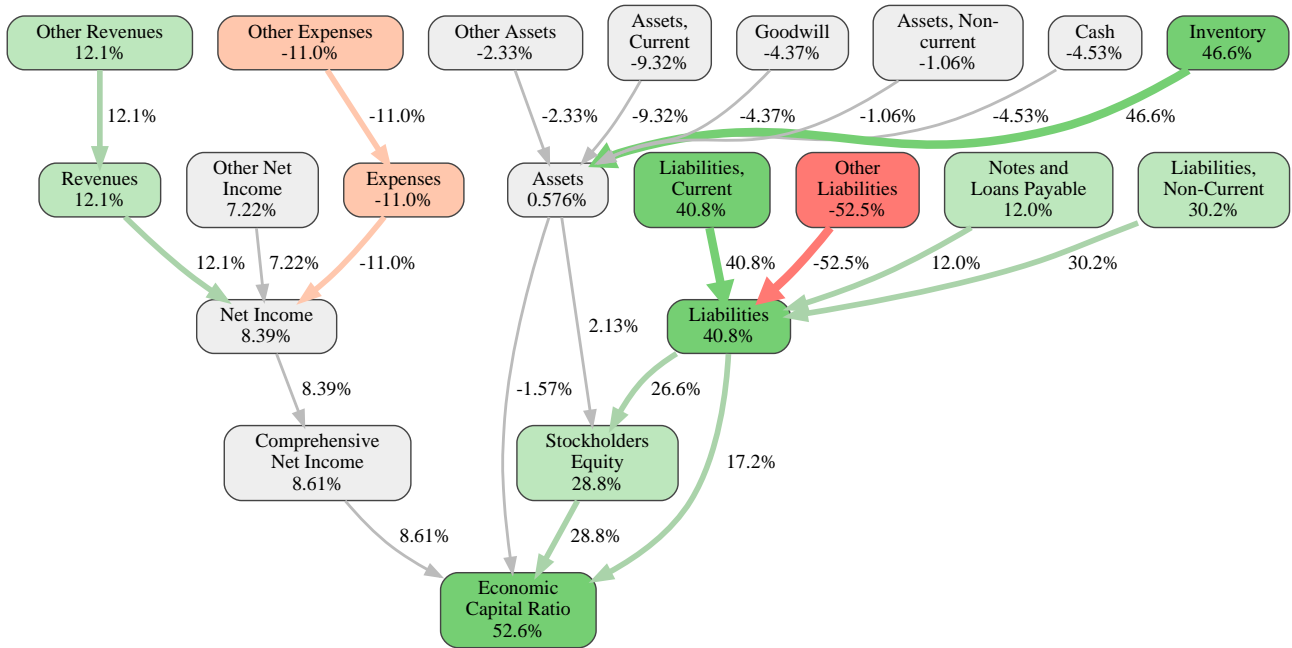 Other Revenues
12.1%
Other Expenses
-11.0%
Other Assets
-2.33%
Assets,
Current
-9.32%
Goodwill
-4.37%
Assets, Non-
current
-1.06%
Cash
-4.53%
Inventory
46.6%
12.1%
-11.0%
-2.33%
-9.32%
-4.37%
-1.06%
-4.53%
46.6%
Revenues
12.1%
Other Net
Income
7.22%
Expenses
-11.0%
Assets
0.576%
Liabilities,
Current
40.8%
Other
Liabilities
-52.5%
Notes and
Loans Payable
12.0%
Liabilities,
Non-Current
30.2%
12.1%
7.22%
-11.0%
40.8%
-52.5%
12.0%
30.2%
Net Income
8.39%
2.13%
Liabilities
40.8%
8.39%
-1.57%
26.6%
Comprehensive
Net Income
8.61%
Stockholders
Equity
28.8%
17.2%
8.61%
28.8%
Economic
Capital Ratio
52.6%